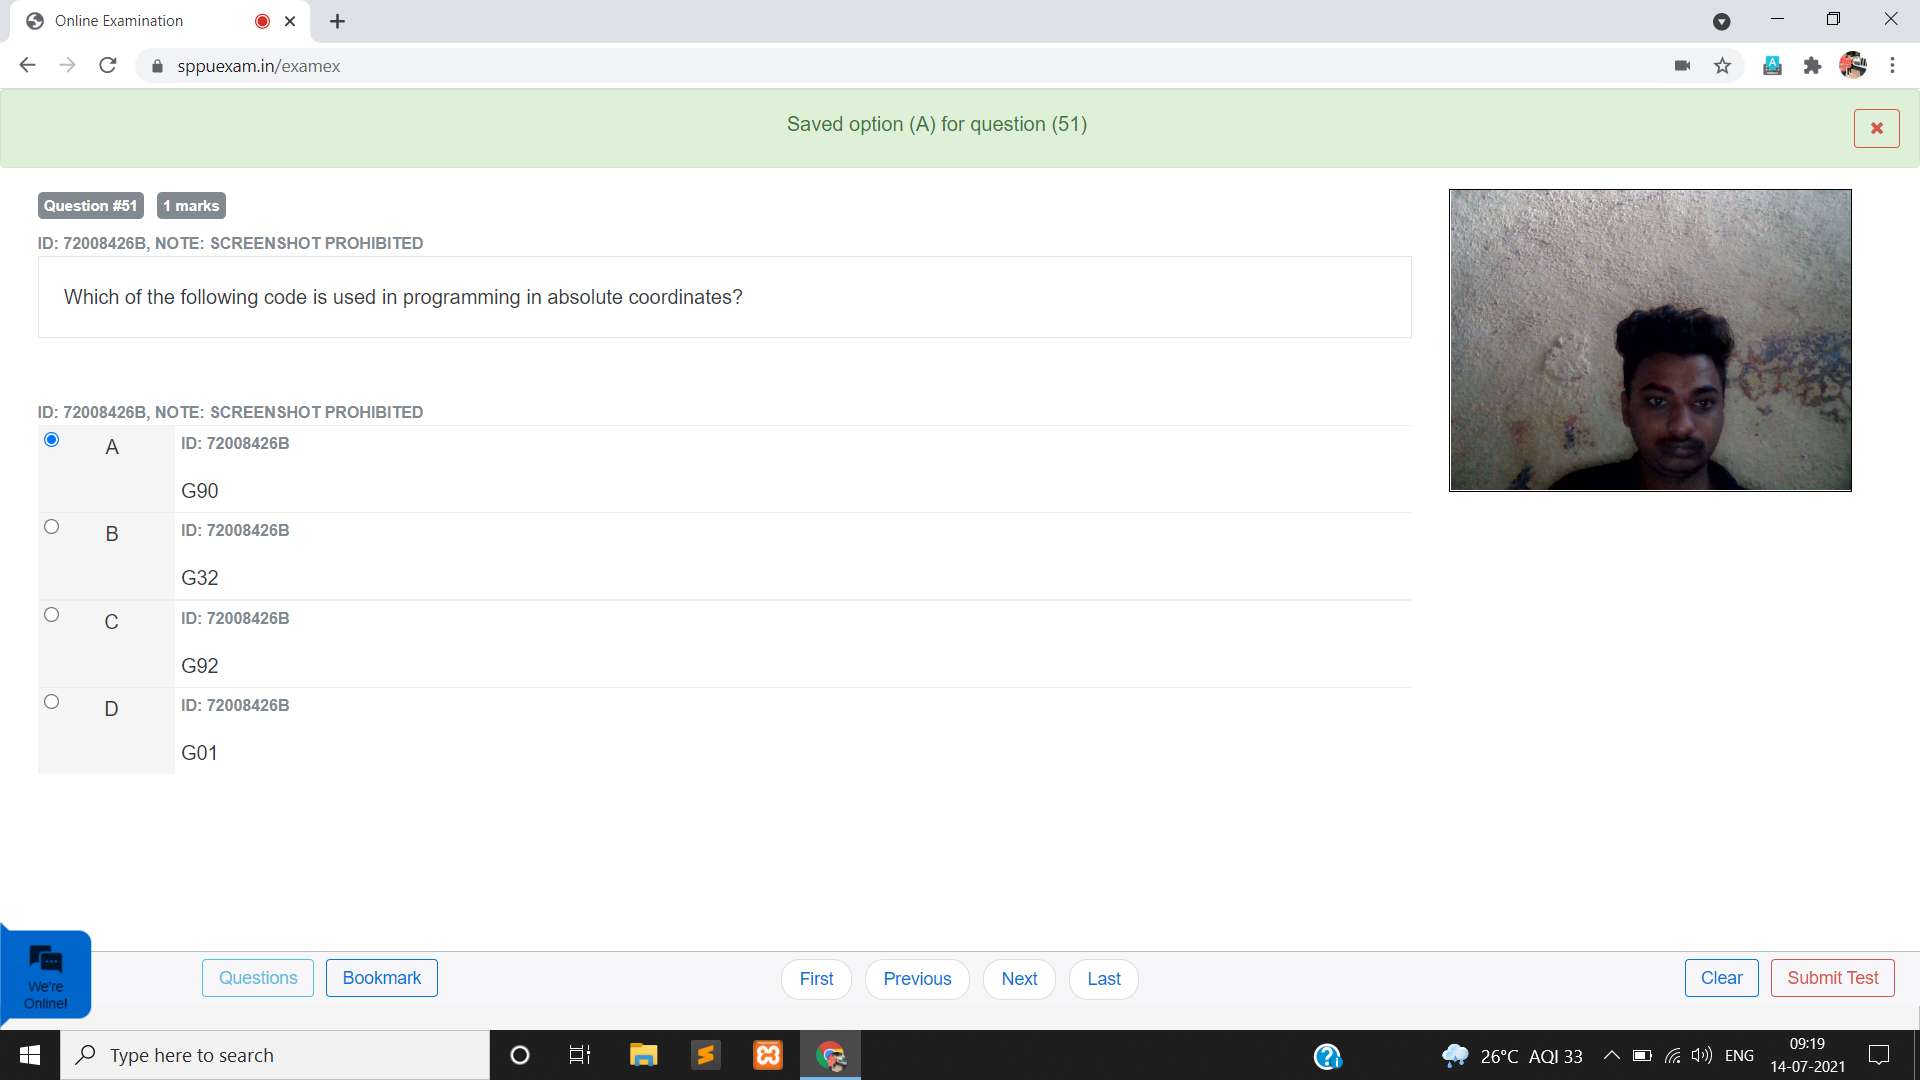 Online Examination
sppuexam.in/examex
Saved option (A) for question (51)
Question #51 1 marks
ID: 72008426B, NOTE: SCREENSHOT PROHIBITED
Which of the following code is used in programming in absolute coordinates?
ID: 72008426B, NOTE: SCREENSHOT PROHIBITED
A ID: 72008426B
G90
B ID: 72008426B
G32
C ID: 72008426B
G92
D ID: 72008426B
G01
We're
Online!
Questions Bookmark First Previous Next Last Clear Submit Test
Type here to search
26°C AQI 33 ENG
09:19
14-07-2021